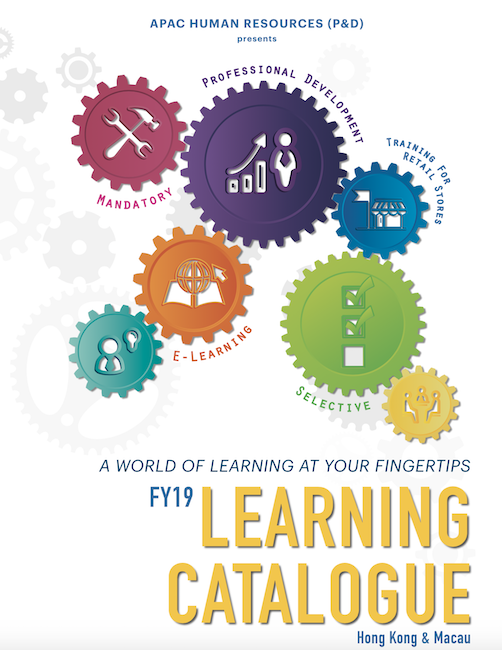 APAC HUMAN RESOURCES (P&D)
presents
PROFESSIONAL DEVELOPMENT
TRAINING FOR
RETAIL STORES
MANDATORY
E-LEARNING
SELECTIVE
A WORLD OF LEARNING AT YOUR FINGERTIPS
FY19 LEARNING
CATALOGUE
Hong Kong & Macau